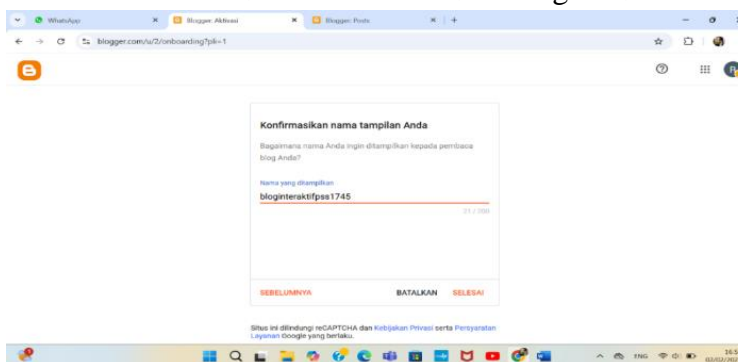 WhatsApp
Blogger: Aktivasi
Blogger: Posts
blogger.com/u/2/onboarding?pli=1
Konfirmasikan nama tampilan Anda
Bagaimana nama Anda ingin ditampilkan kepada pembaca
blog Anda?
Nama yang ditampilkan
bloginteraktifpss1745
SEBELUMNYA BATALKAN SELESAI
Situs ini dilindungi reCAPTCHA dan Kebijakan Privasi serta Persyaratan
Layanan Google yang berlaku.
ENG